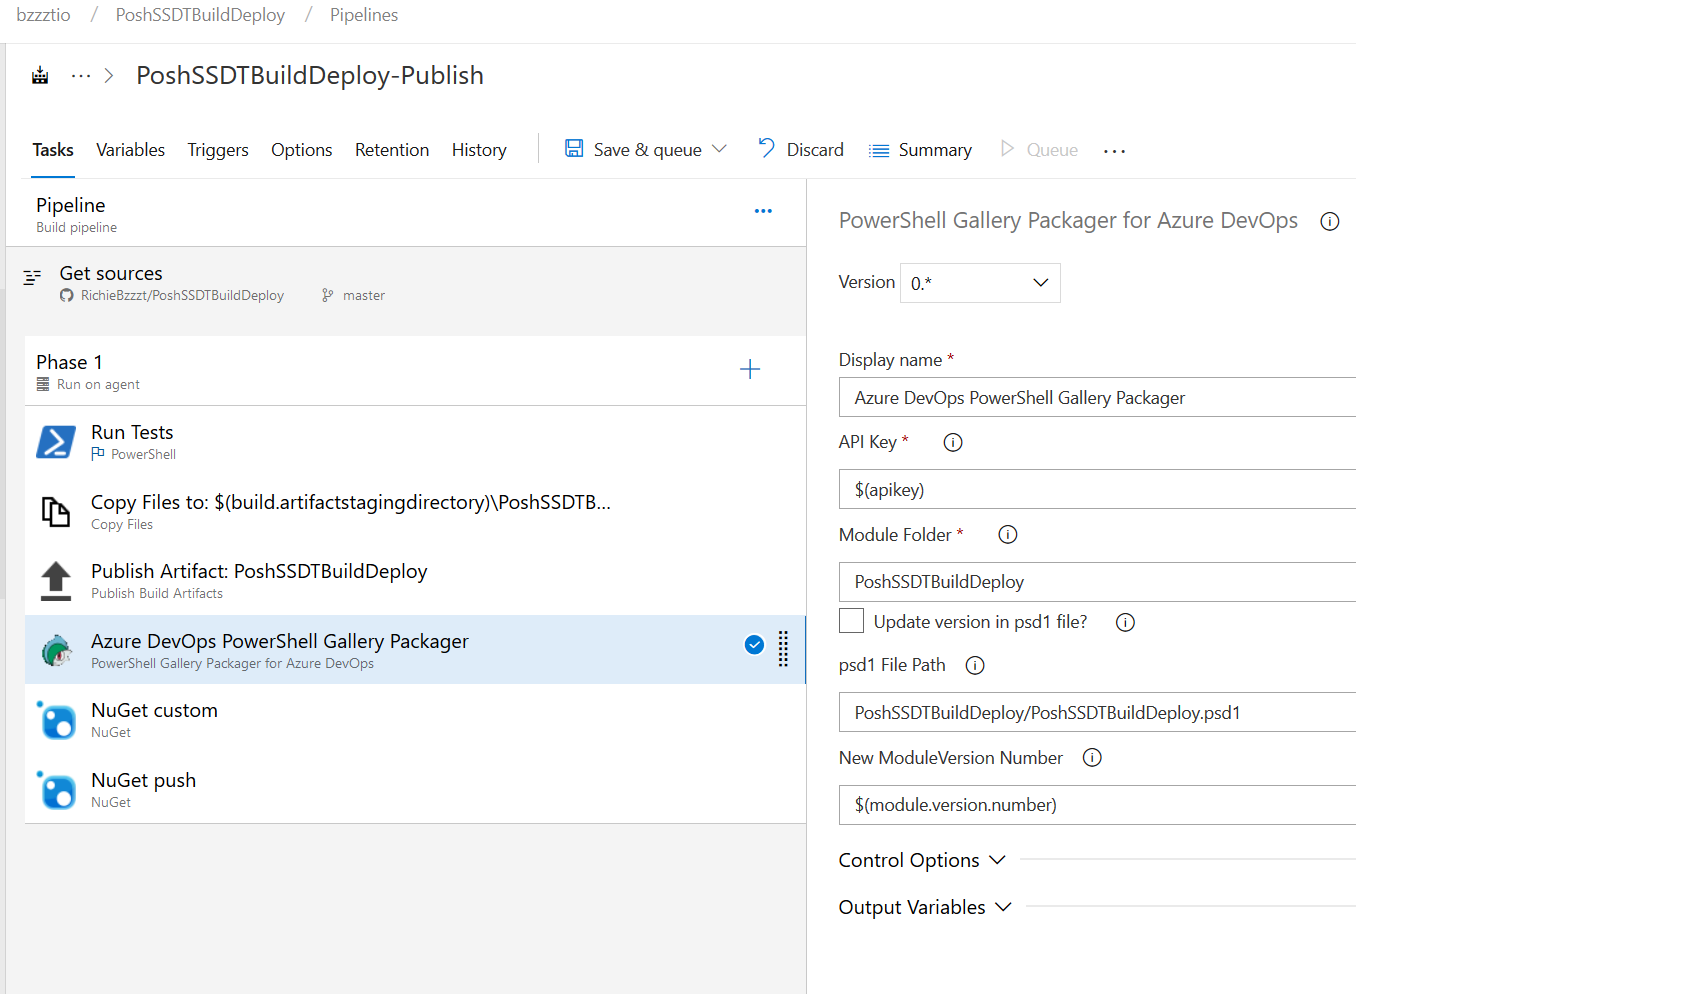 bzzztio / PoshSSDTBuildDeploy / Pipelines
··· > PoshSSDTBuildDeploy-Publish
Tasks Variables Triggers Options Retention History Save & queue Discard Summary Queue ···
Pipeline
Build pipeline
Get sources
RichieBzzzt/PoshSSDTBuildDeploy master
Phase 1
Run on agent
Run Tests
PowerShell
Copy Files to: $(build.artifactstagingdirectory)\PoshSSDTB...
Copy Files
Publish Artifact: PoshSSDTBuildDeploy
Publish Build Artifacts
Azure DevOps PowerShell Gallery Packager
PowerShell Gallery Packager for Azure DevOps
NuGet custom
NuGet
NuGet push
NuGet
PowerShell Gallery Packager for Azure DevOps
Version 0.*
Display name *
Azure DevOps PowerShell Gallery Packager
API Key *
$(apikey)
Module Folder *
PoshSSDTBuildDeploy
Update version in psd1 file?
psd1 File Path
PoshSSDTBuildDeploy/PoshSSDTBuildDeploy.psd1
New ModuleVersion Number
$(module.version.number)
Control Options
Output Variables